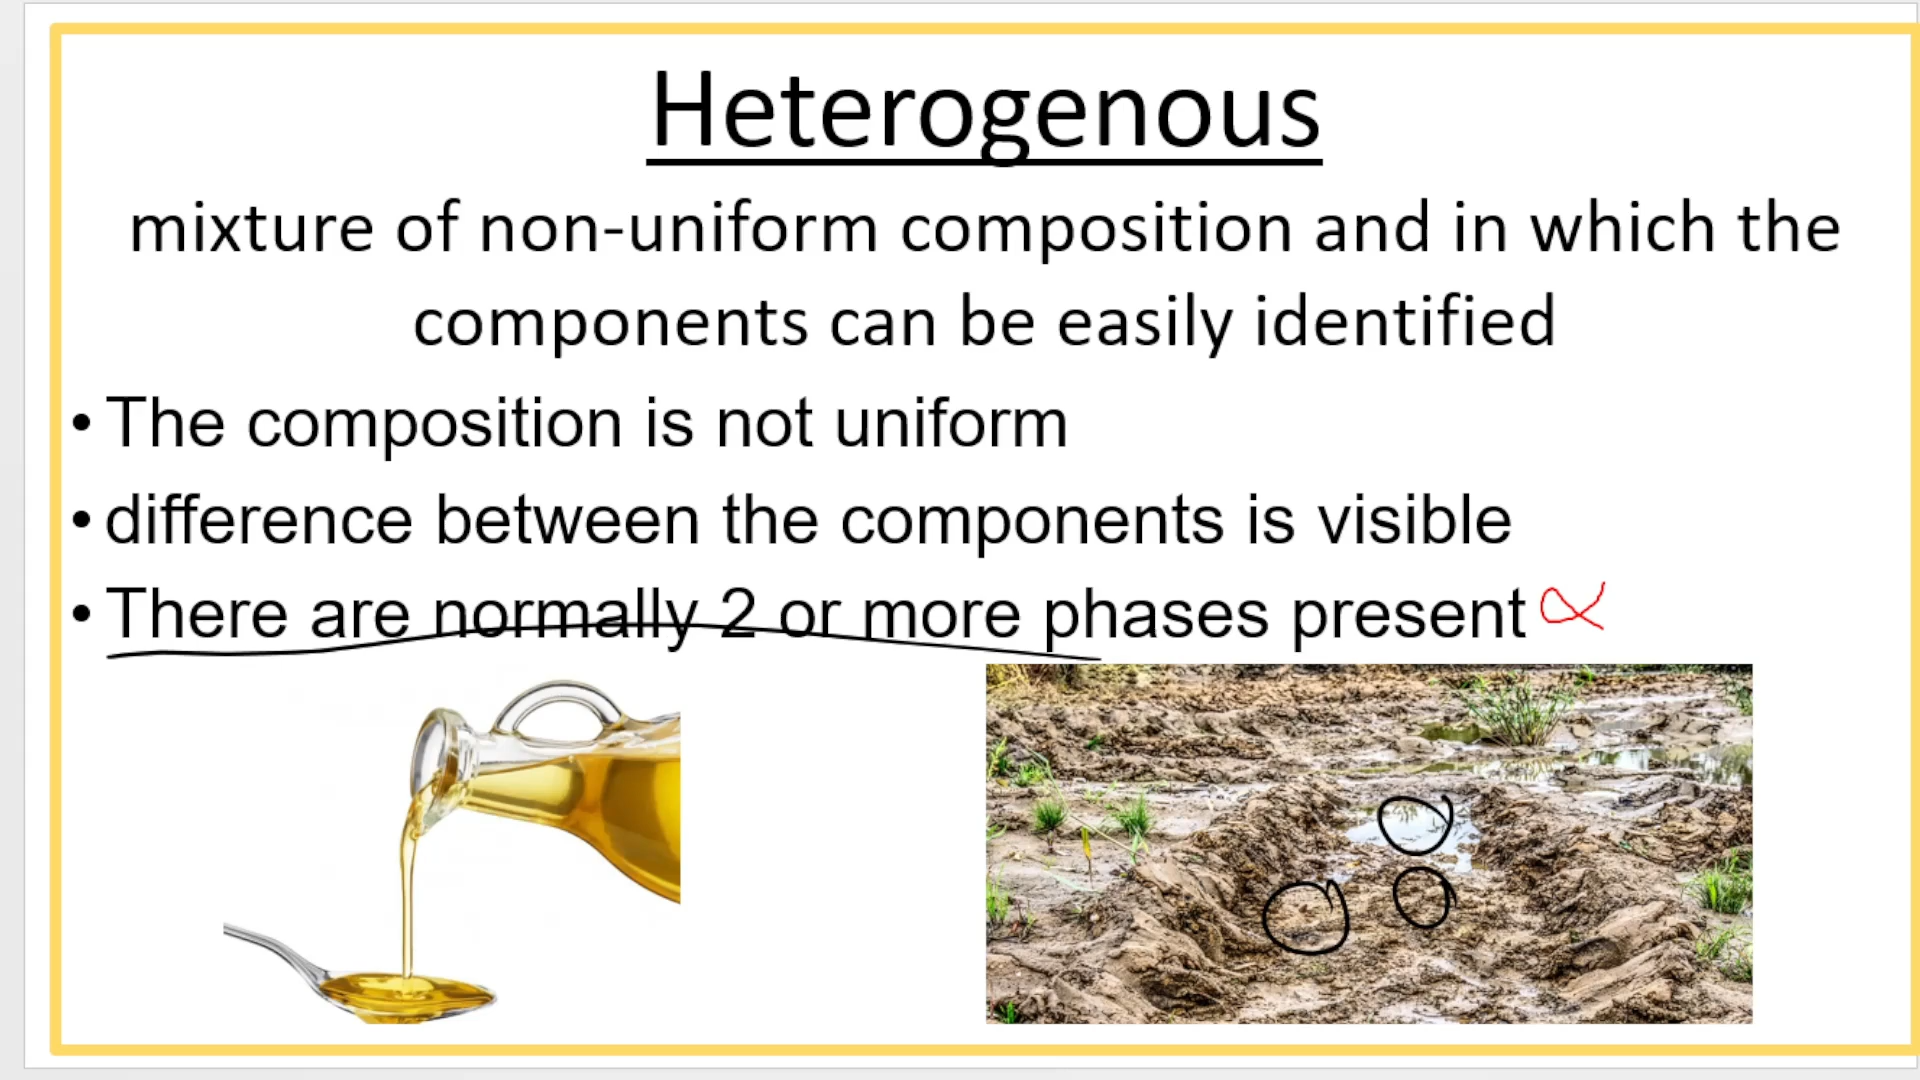 Heterogenous
mixture of non-uniform composition and in which the
components can be easily identified
• The composition is not uniform
• difference between the components is visible
• There are normally 2 or more phases present